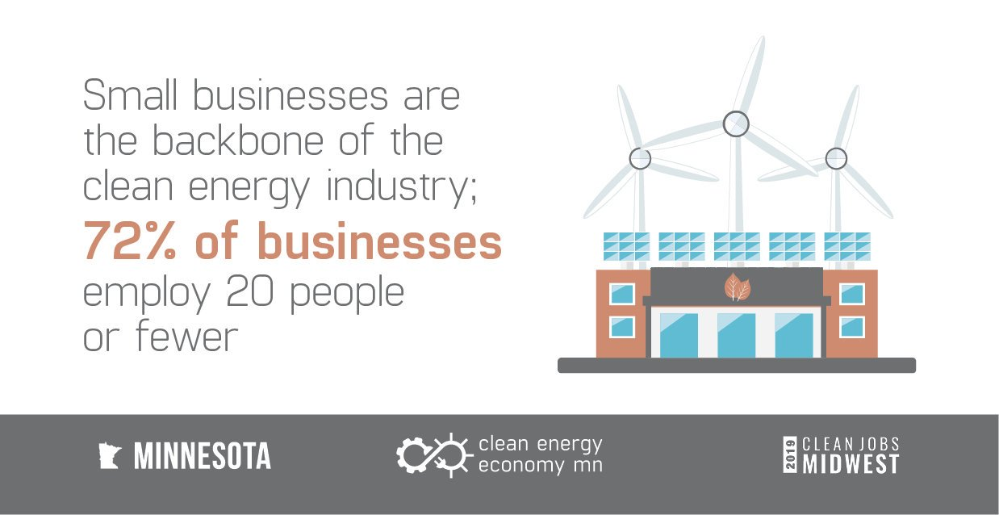 Small businesses are
the backbone of the
clean energy industry;
72% of businesses
employ 20 people
or fewer
MINNESOTA
clean energy
economy mn
2019
CLEAN JOBS
MIDWEST